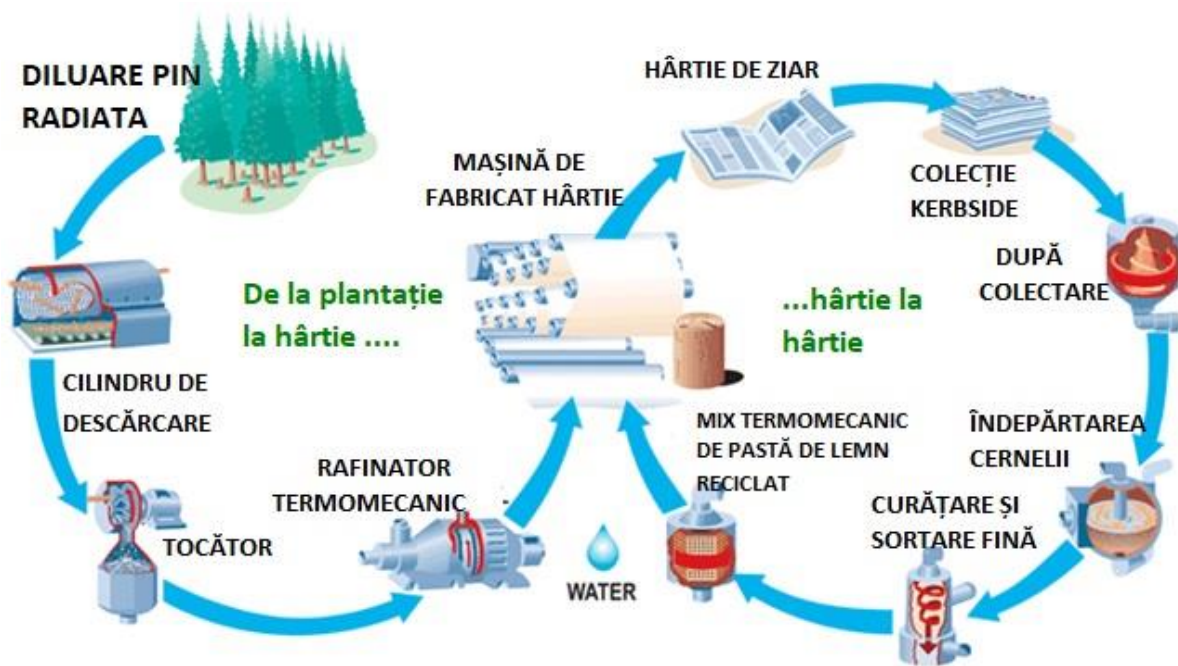 DILUARE PIN
RADIATA
HÂRTIE DE ZIAR
MAȘINĂ DE
FABRICAT HÂRTIE
COLECȚIE
KERBSIDE
DUPĂ
COLECTARE
De la plantație
la hârtie ....
...hârtie la
hârtie
CILINDRU DE
DESCĂRCARE
MIX TERMOMECANIC
DE PASTĂ DE LEMN
RECICLAT
ÎNDEPĂRTAREA
CERNELII
RAFINATOR
TERMOMECANIC
CURĂȚARE ȘI
SORTARE FINĂ
TOCĂTOR
WATER